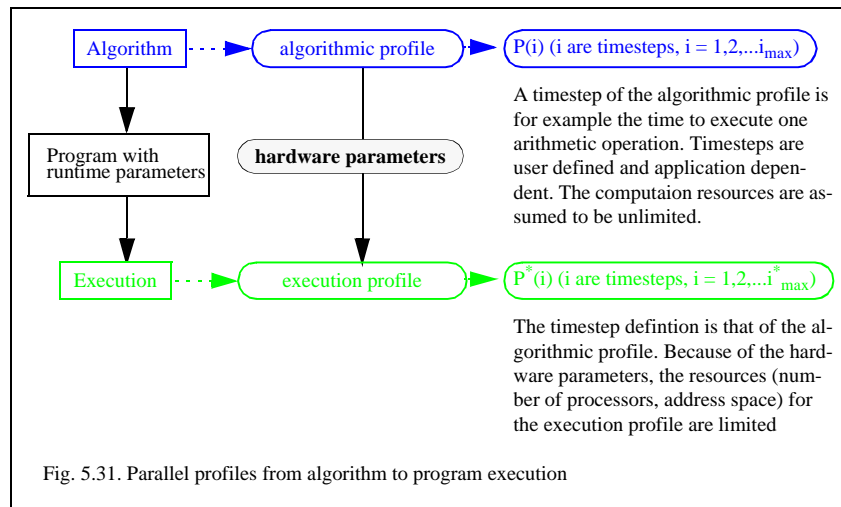 Algorithm
algorithmic profile
P(i) (i are timesteps, i = 1,2,...i_max)
A timestep of the algorithmic profile is
for example the time to execute one
arithmetic operation. Timesteps are
user defined and application depen-
dent. The computaion resources are as-
sumed to be unlimited.
Program with
runtime parameters
hardware parameters
Execution
execution profile
P*(i) (i are timesteps, i = 1,2,...i*_max)
The timestep defintion is that of the al-
gorithmic profile. Because of the hard-
ware parameters, the resources (num-
ber of processors, address space) for
the execution profile are limited
Fig. 5.31. Parallel profiles from algorithm to program execution